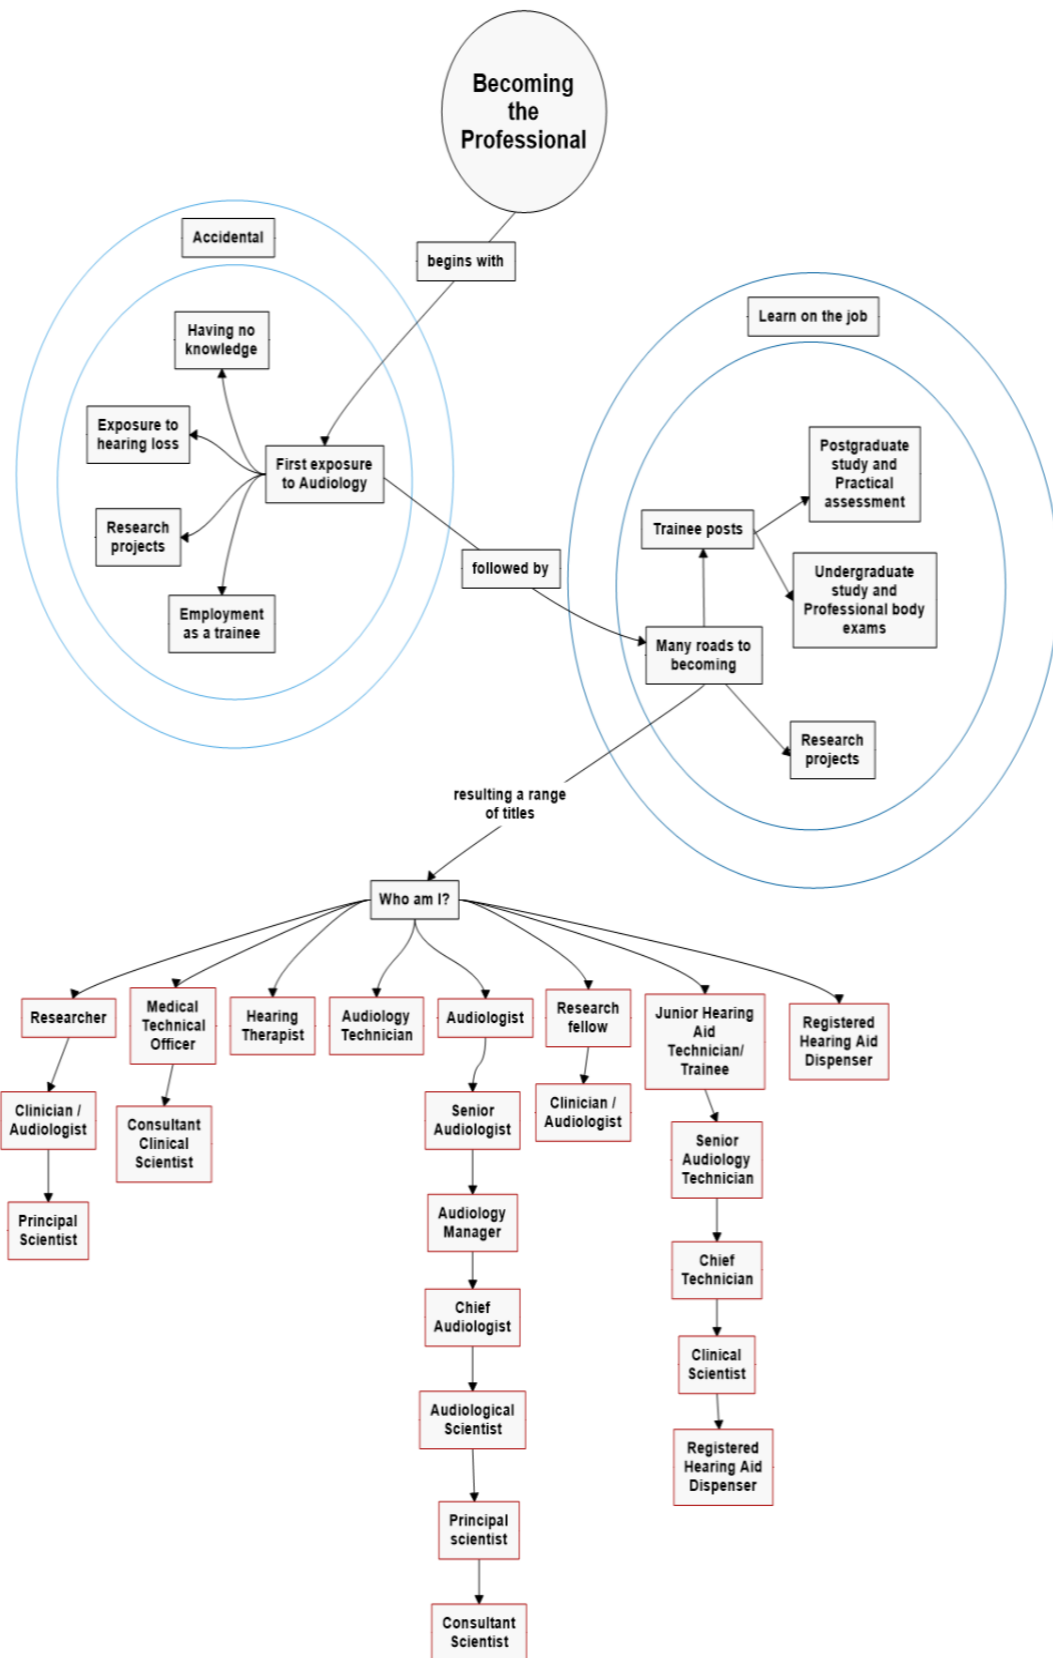 Becoming
the
Professional
begins with
Accidental
Having no
knowledge
Exposure to
hearing loss
First exposure
to Audiology
Research
projects
Employment
as a trainee
followed by
Learn on the job
Postgraduate
study and
Practical
assessment
Trainee posts
Undergraduate
study and
Professional body
exams
Many roads to
becoming
Research
projects
resulting a range
of titles
Who am I?
Researcher
Clinician /
Audiologist
Principal
Scientist
Medical
Technical
Officer
Consultant
Clinical
Scientist
Hearing
Therapist
Audiology
Technician
Audiologist
Senior
Audiologist
Audiology
Manager
Chief
Audiologist
Audiological
Scientist
Principal
scientist
Consultant
Scientist
Research
fellow
Clinician /
Audiologist
Junior Hearing
Aid
Technician/
Trainee
Senior
Audiology
Technician
Chief
Technician
Clinical
Scientist
Registered
Hearing Aid
Dispenser
Registered
Hearing Aid
Dispenser